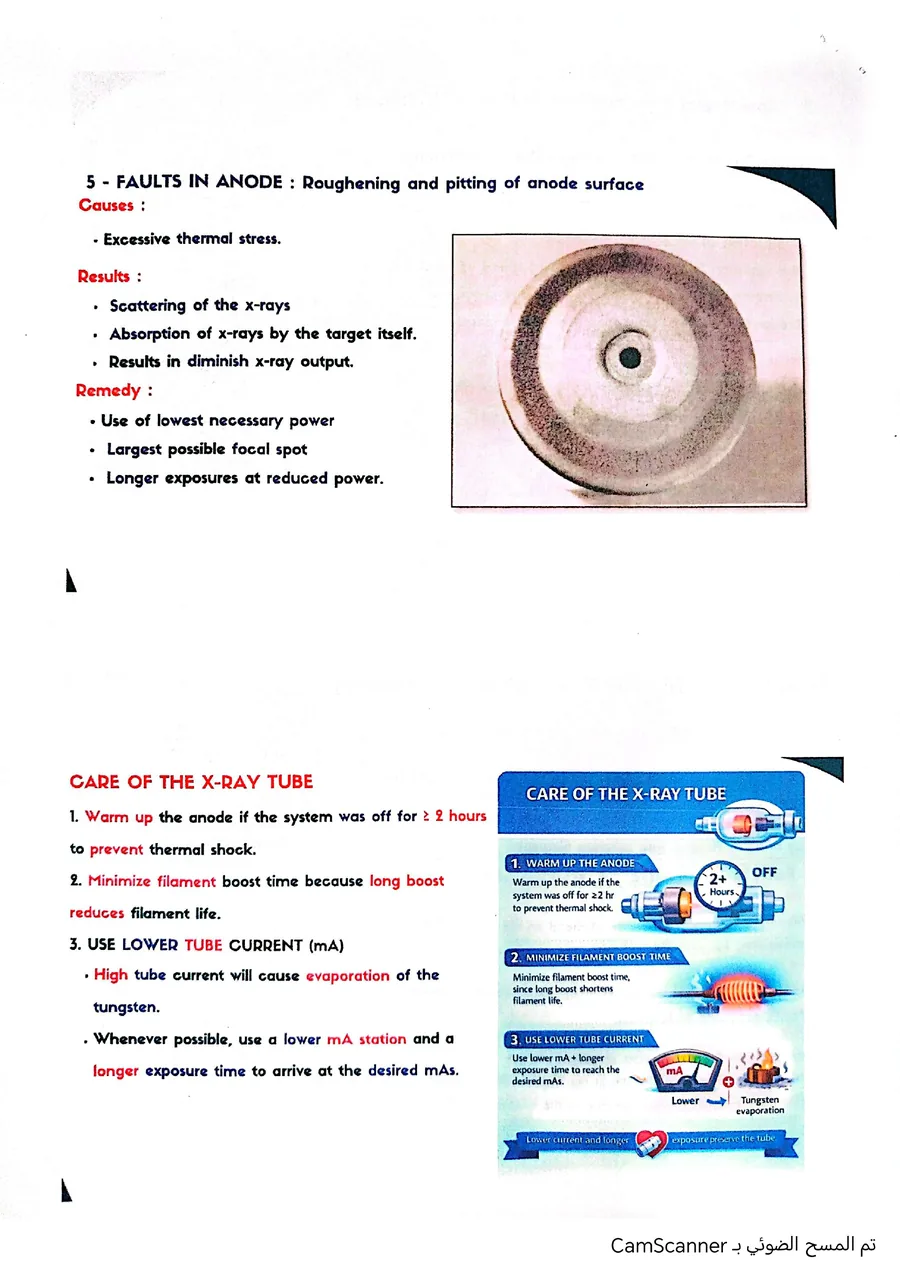 5 - FAULTS IN ANODE : Roughening and pitting of anode surface
Causes :
• Excessive thermal stress.
Results :
• Scattering of the x-rays
• Absorption of x-rays by the target itself.
• Results in diminish x-ray output.
Remedy :
• Use of lowest necessary power
• Largest possible focal spot
• Longer exposures at reduced power.
CARE OF THE X-RAY TUBE
1. Warm up the anode if the system was off for ≥ 2 hours
to prevent thermal shock.
2. Minimize filament boost time because long boost
reduces filament life.
3. USE LOWER TUBE CURRENT (mA)
• High tube current will cause evaporation of the
tungsten.
• Whenever possible, use a lower mA station and a
longer exposure time to arrive at the desired mAs.
CARE OF THE X-RAY TUBE
1. WARM UP THE ANODE
Warm up the anode if the
system was off for ≥2 hr
to prevent thermal shock.
2+
Hours
OFF
2. MINIMIZE FILAMENT BOOST TIME
Minimize filament boost time,
since long boost shortens
filament life.
3. USE LOWER TUBE CURRENT
Use lower mA + longer
exposure time to reach the
desired mAs.
mA
Lower
Tungsten
evaporation
Lower current and longer exposure preserve the tube
تم المسح الضوئي بـ CamScanner